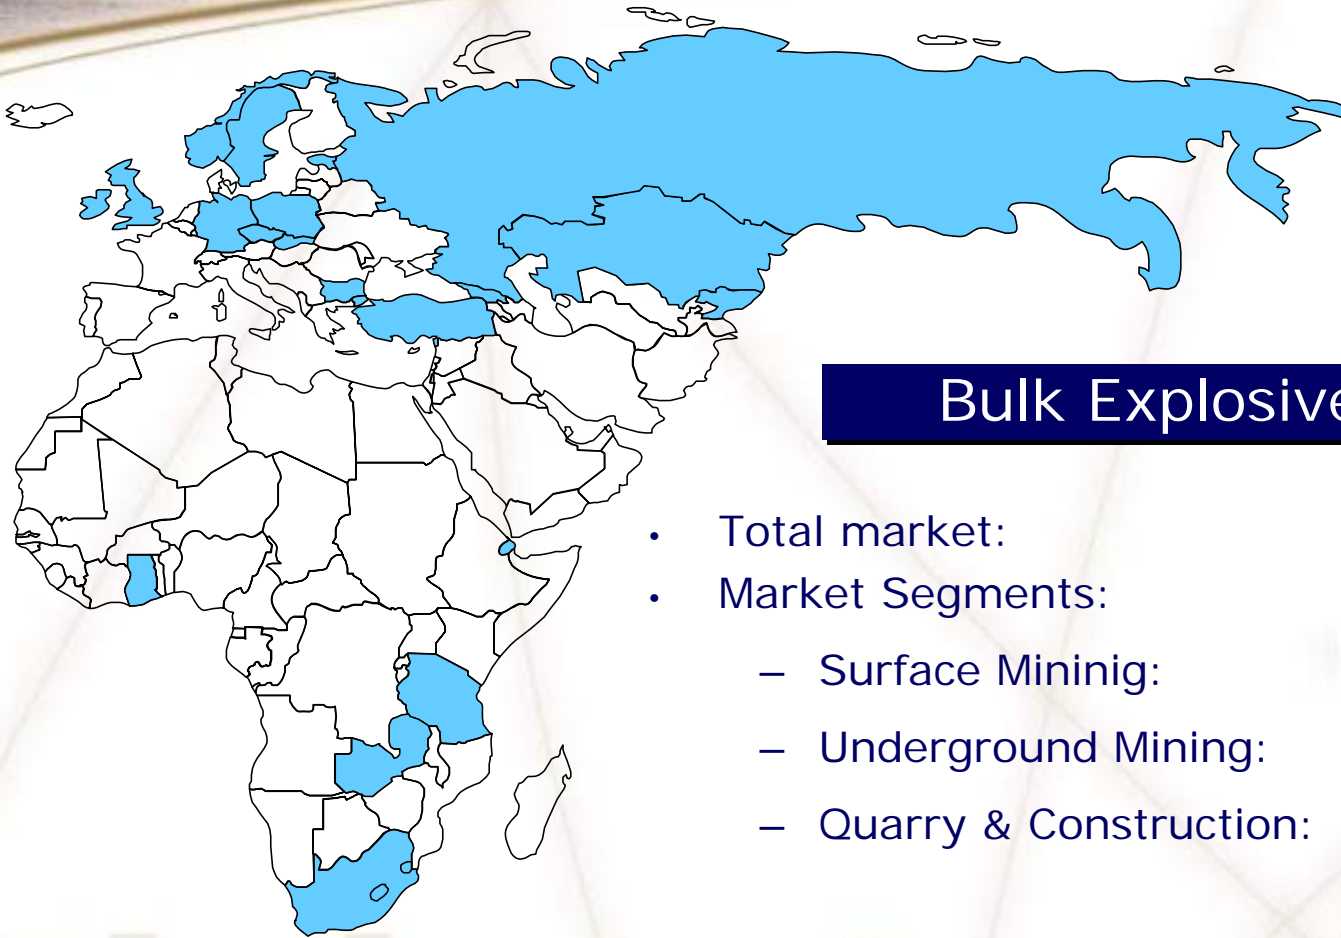 Bulk Explosive
• Total market:
• Market Segments:
– Surface Mininig:
– Underground Mining:
– Quarry & Construction: